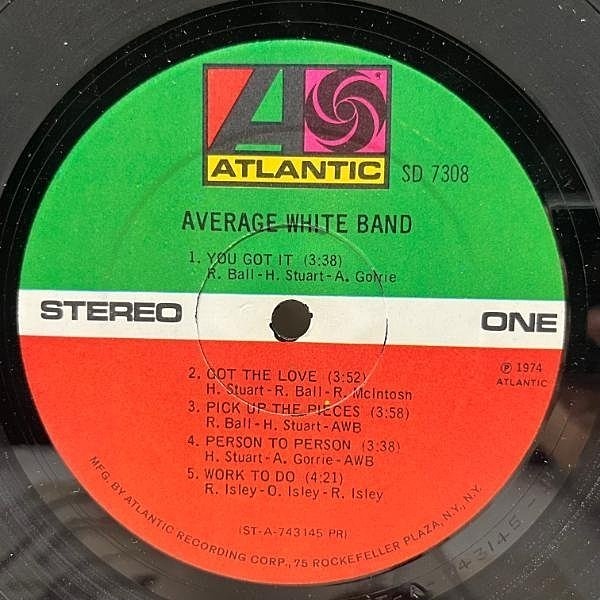 ATLANTIC
SD 7308
AVERAGE WHITE BAND
1. YOU GOT IT (3:38)
R. Ball-H. Stuart-A. Gorrie
STEREO
ONE
2. GOT THE LOVE (3:52)
H. Stuart-R. Ball-R. McIntosh
3. PICK UP THE PIECES (3:58)
R. Ball-H. Stuart-AWB
4. PERSON TO PERSON (3:38)
H. Stuart-A. Gorrie-AWB
5. WORK TO DO (4:21)
R. Isley-O. Isley-R. Isley
℗ 1974
ATLANTIC
(ST-A-743145 PR)
MFG. BY ATLANTIC RECORDING CORP., 75 ROCKEFELLER PLAZA, N.Y., N.Y.